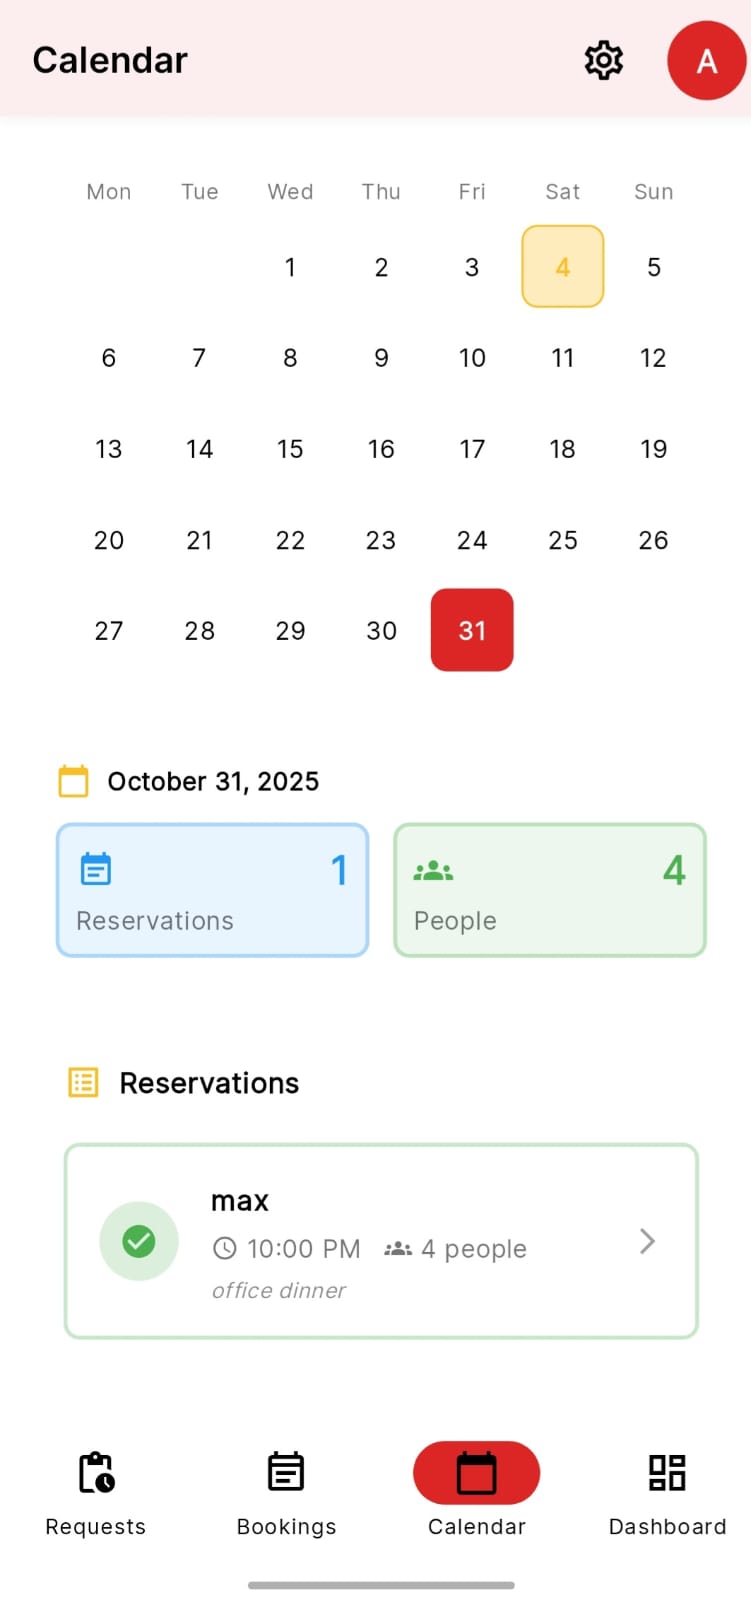 Calendar A
Mon Tue Wed Thu Fri Sat Sun
1 2 3 4 5
6 7 8 9 10 11 12
13 14 15 16 17 18 19
20 21 22 23 24 25 26
27 28 29 30 31
October 31, 2025
1 4
Reservations People
Reservations
max
10:00 PM 4 people
office dinner
Requests Bookings Calendar Dashboard